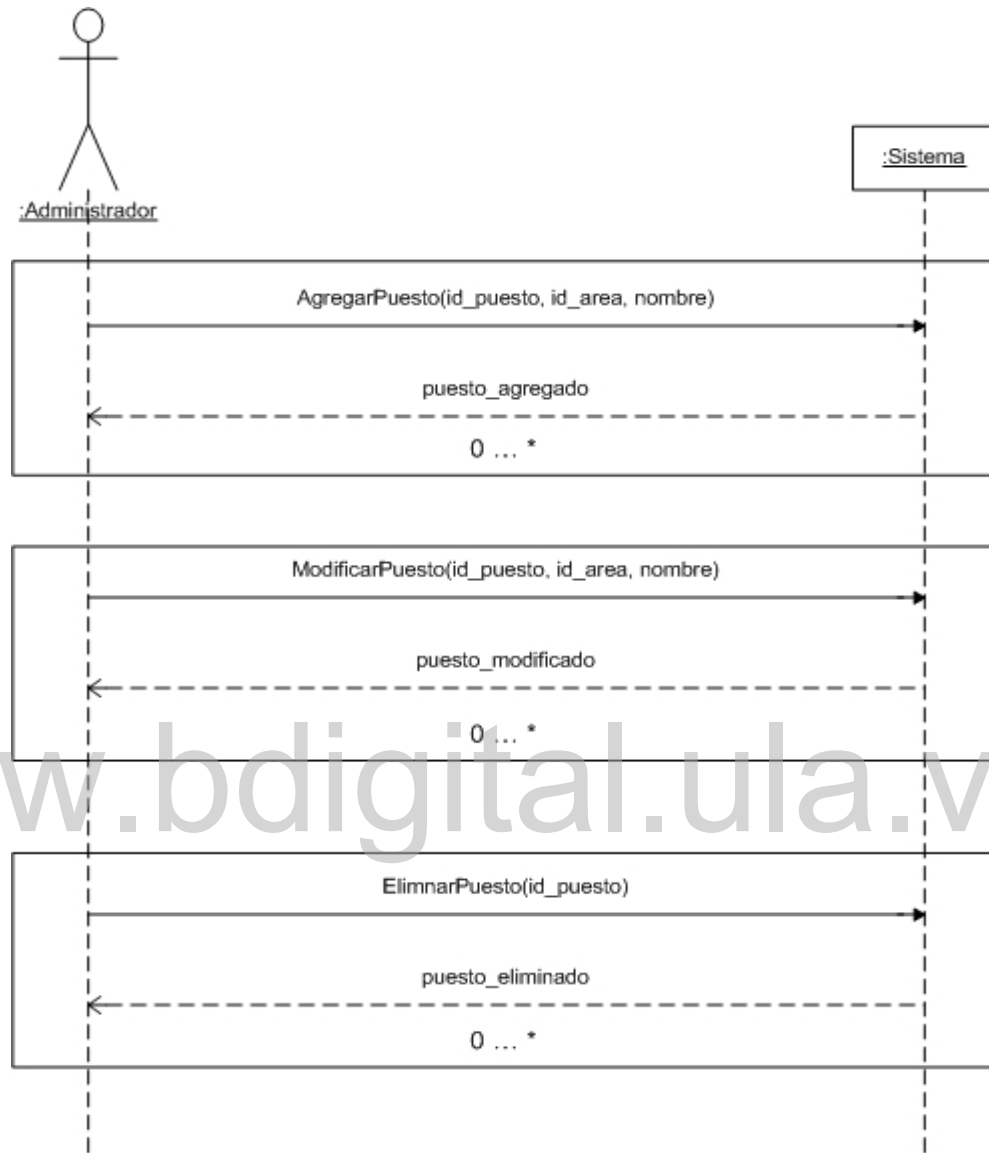 :Sistema
:Administrador
AgregarPuesto(id_puesto, id_area, nombre)
puesto_agregado
0 ... *
ModificarPuesto(id_puesto, id_area, nombre)
puesto_modificado
0 ... *
w.bdigital.ula.v
ElimnarPuesto(id_puesto)
puesto_eliminado
0 ... *